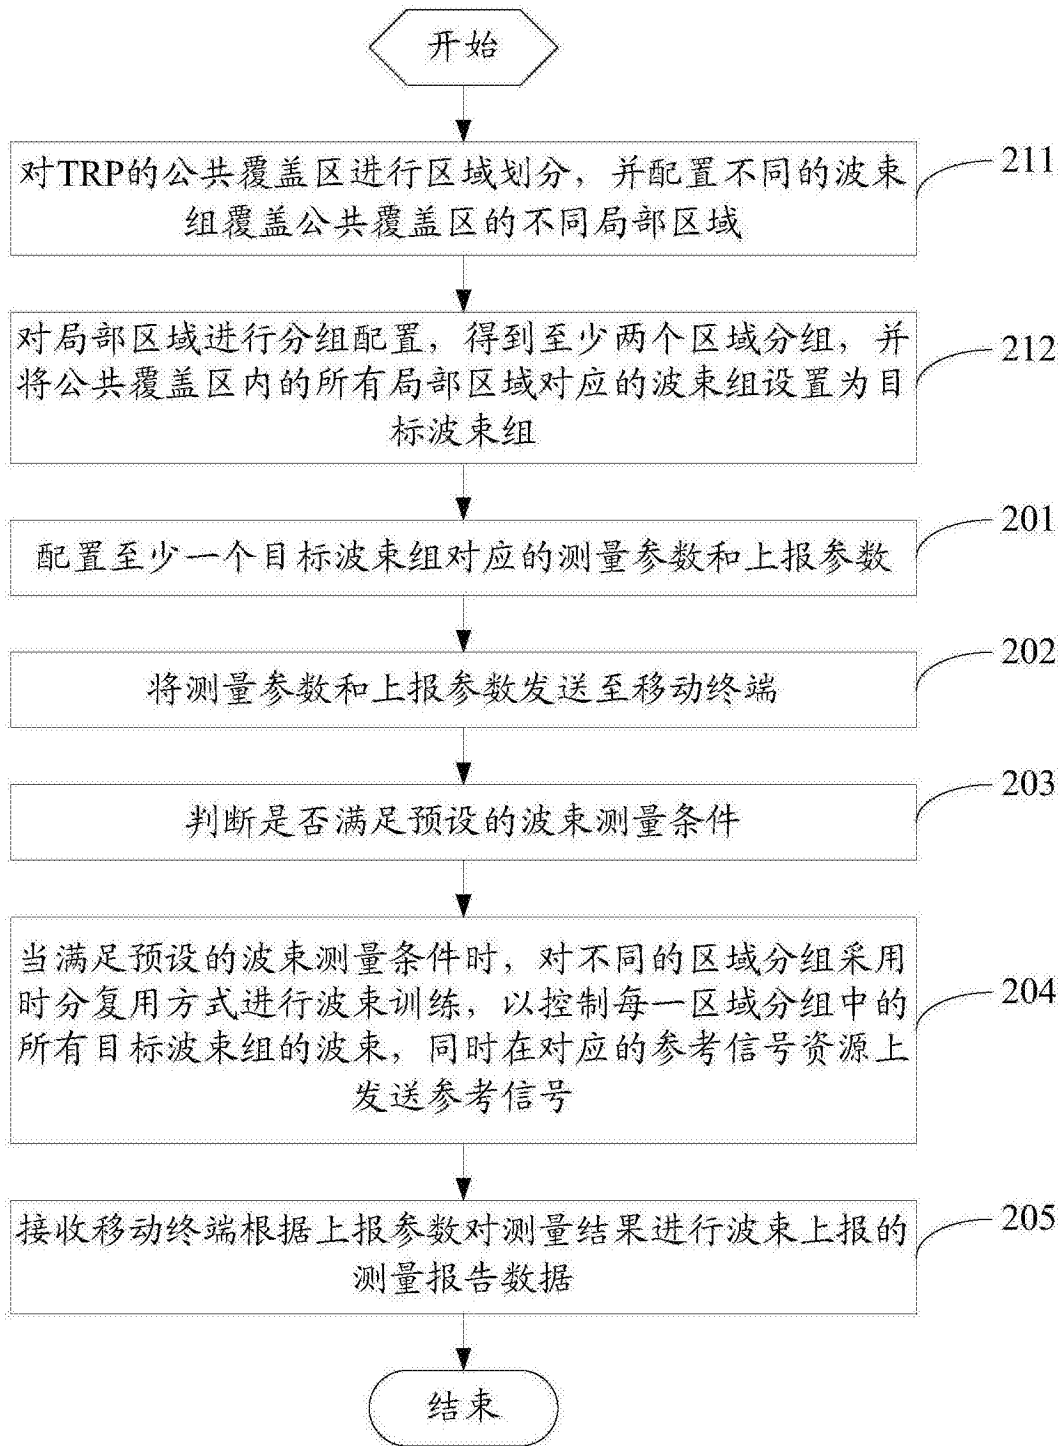 开始
对TRP的公共覆盖区进行区域划分，并配置不同的波束
组覆盖公共覆盖区的不同局部区域
211
对局部区域进行分组配置，得到至少两个区域分组，并
将公共覆盖区内的所有局部区域对应的波束组设置为目
标波束组
212
配置至少一个目标波束组对应的测量参数和上报参数
201
将测量参数和上报参数发送至移动终端
202
判断是否满足预设的波束测量条件
203
当满足预设的波束测量条件时，对不同的区域分组采用
时分复用方式进行波束训练，以控制每一区域分组中的
所有目标波束组的波束，同时在对应的参考信号资源上
发送参考信号
204
接收移动终端根据上报参数对测量结果进行波束上报的
测量报告数据
205
结束